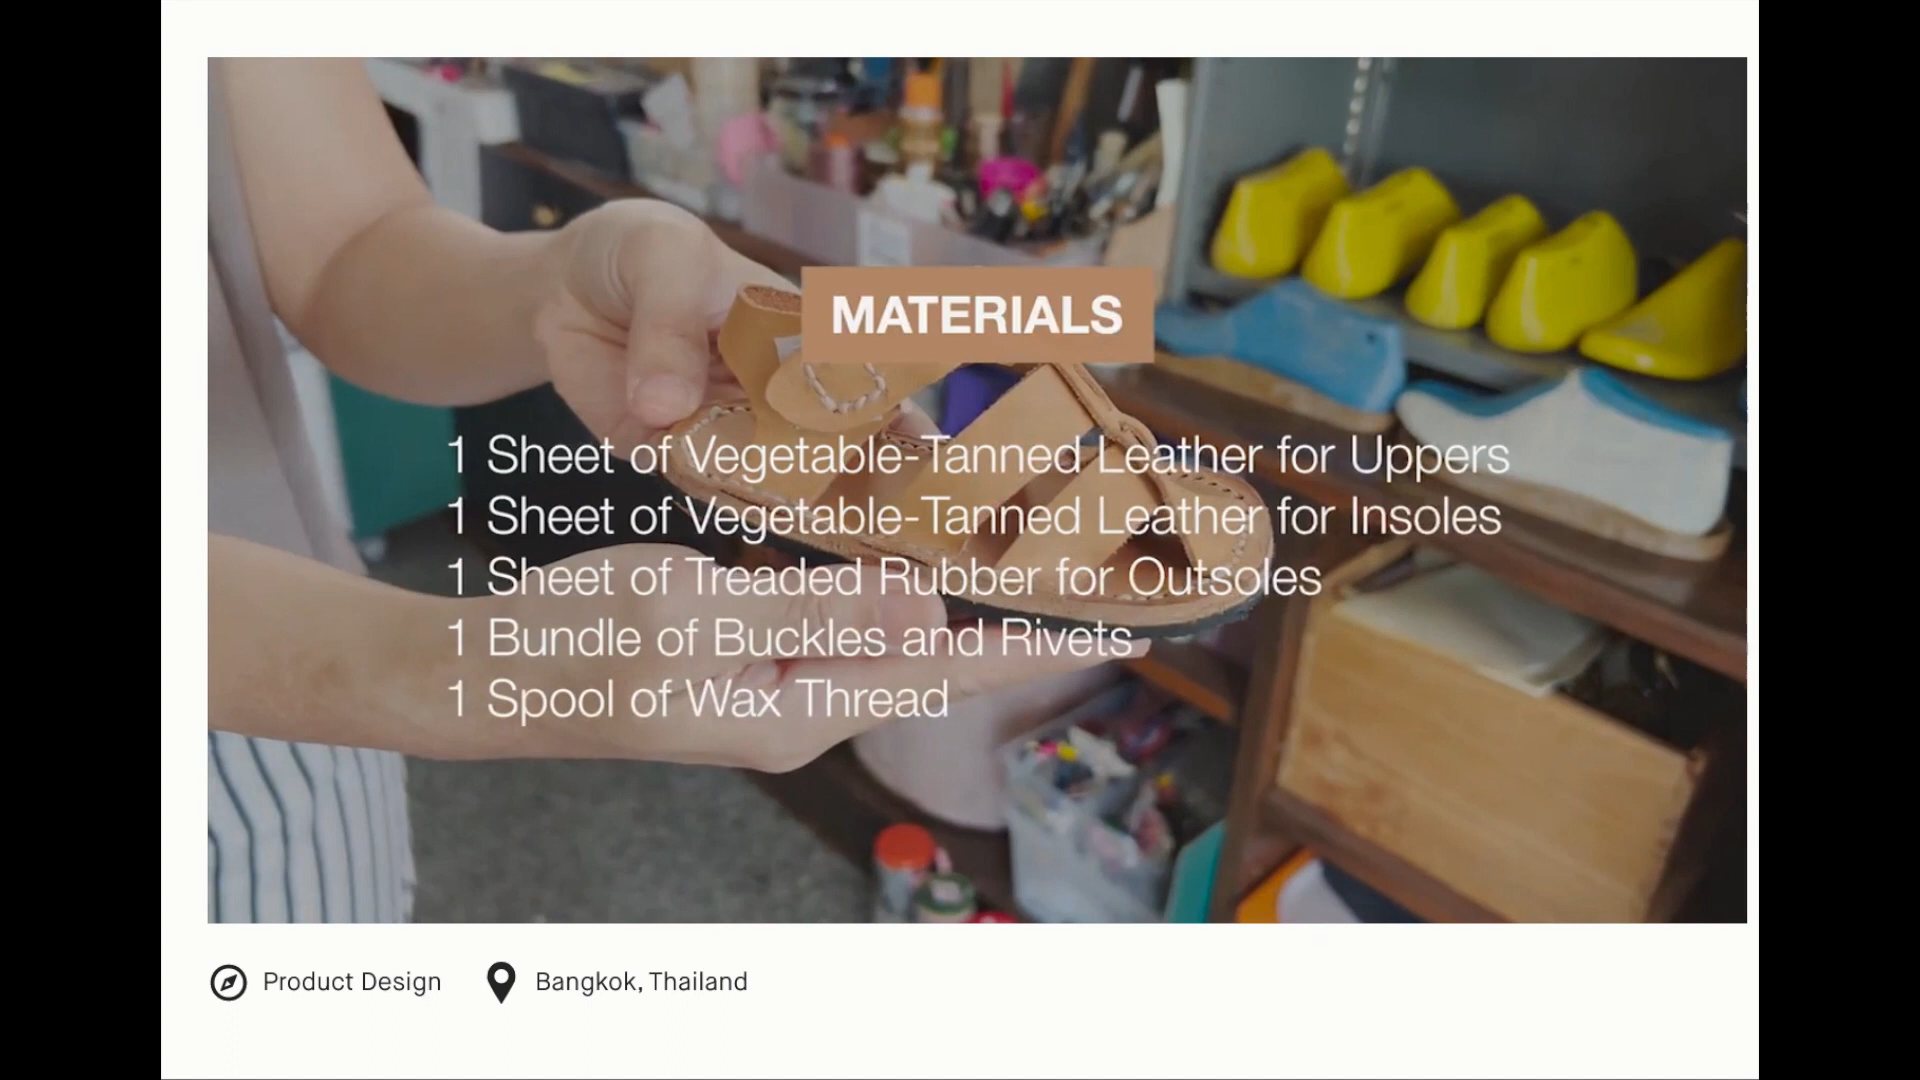 MATERIALS
1 Sheet of Vegetable-Tanned Leather for Uppers
1 Sheet of Vegetable-Tanned Leather for Insoles
1 Sheet of Treaded Rubber for Outsoles
1 Bundle of Buckles and Rivets
1 Spool of Wax Thread
Product Design
Bangkok, Thailand